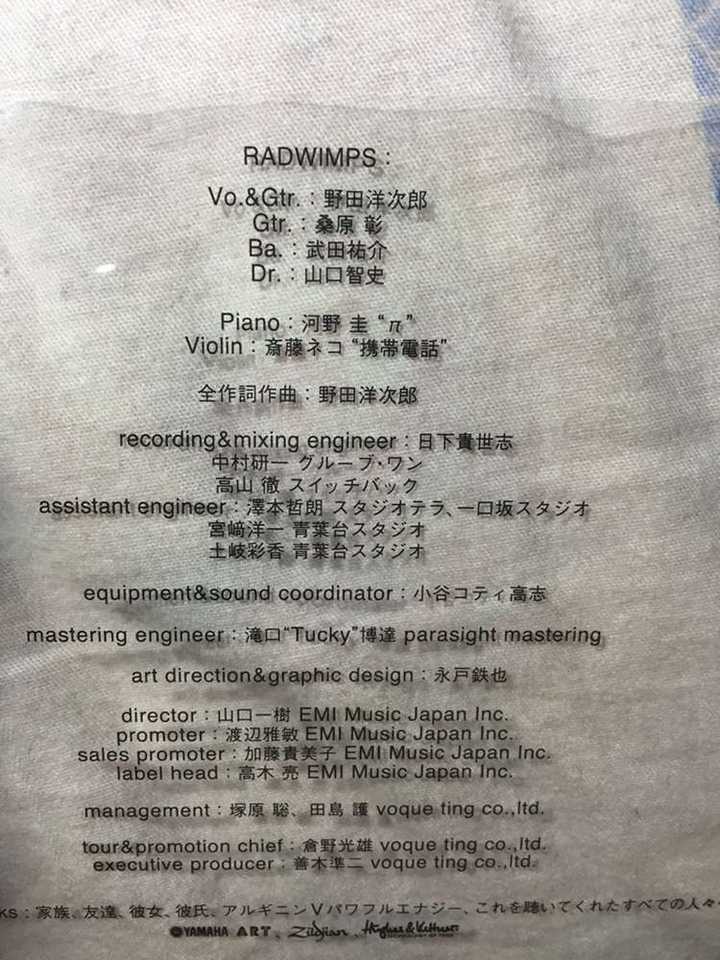 RADWIMPS :
Vo.&Gtr. : 野田洋次郎
Gtr. : 桑原 彰
Ba. : 武田祐介
Dr. : 山口智史
Piano : 河野 圭 “π”
Violin : 斎藤ネコ “携帯電話”
全作詞作曲 : 野田洋次郎
recording&mixing engineer : 日下貴世志
中村研一 グルーブ・ワン
高山 徹 スイッチバック
assistant engineer : 澤本哲朗 スタジオテラ、一口坂スタジオ
宮﨑洋一 青葉台スタジオ
土岐彩香 青葉台スタジオ
equipment&sound coordinator : 小谷コティ高志
mastering engineer : 滝口“Tucky”博達 parasight mastering
art direction&graphic design : 永戸鉄也
director : 山口一樹 EMI Music Japan Inc.
promoter : 渡辺雅敏 EMI Music Japan Inc.
sales promoter : 加藤貴美子 EMI Music Japan Inc.
label head : 高木 亮 EMI Music Japan Inc.
management : 塚原 聡、田島 護 voque ting co.,ltd.
tour&promotion chief : 倉野光雄 voque ting co.,ltd.
executive producer : 善木準二 voque ting co.,ltd.
ks : 家族、友達、彼女、彼氏、アルギニンVパワフルエナジー、これを聴いてくれたすべての人々
YAMAHA ART, Zildjian, Hughes & Kettner